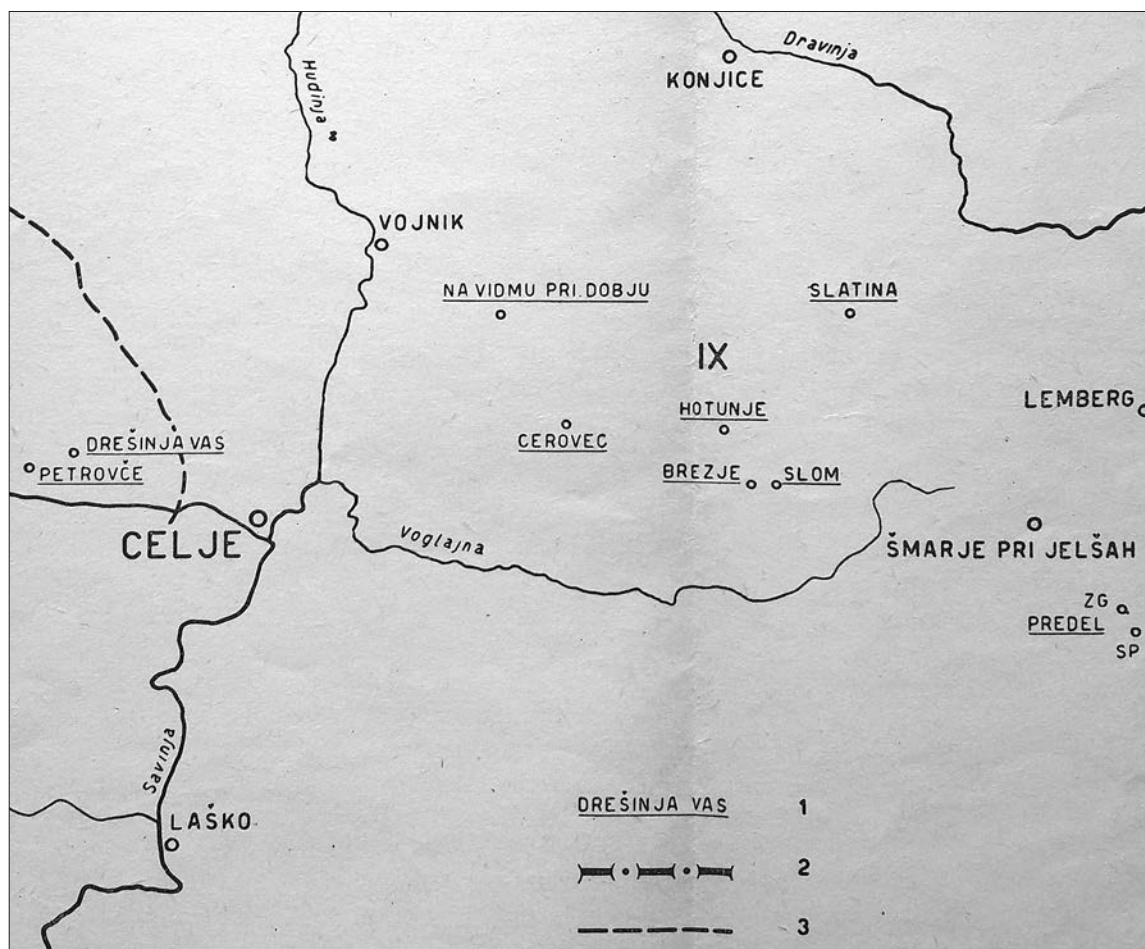 Dravinja
KONJICE
Hudinja
VOJNIK
NA VIDMU PRI.DOBJU
SLATINA
IX
LEMBERG
HOTUNJE
CEROVEC
DREŠINJA VAS
PETROVČE
BREZJE
SLOM
CELJE
Voglajna
ŠMARJE PRI JELŠAH
ZG
PREDEL
SP
Savinja
LAŠKO
DREŠINJA VAS 1
2
3